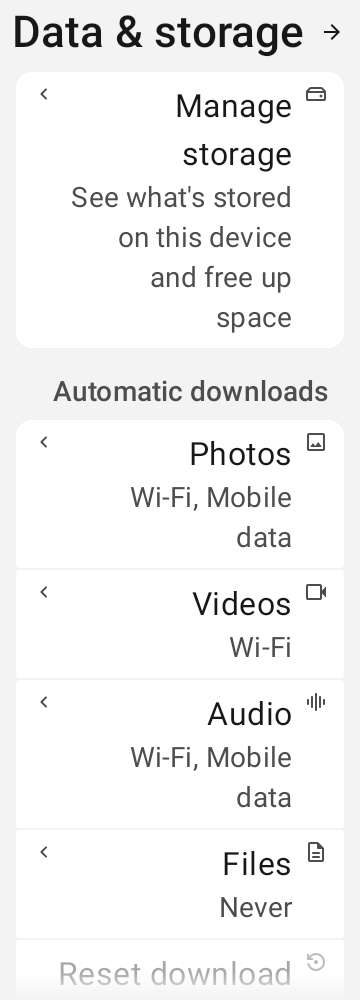 Data & storage
Manage
storage
See what's stored
on this device
and free up
space
Automatic downloads
Photos
Wi-Fi, Mobile
data
Videos
Wi-Fi
Audio
Wi-Fi, Mobile
data
Files
Never
Reset download